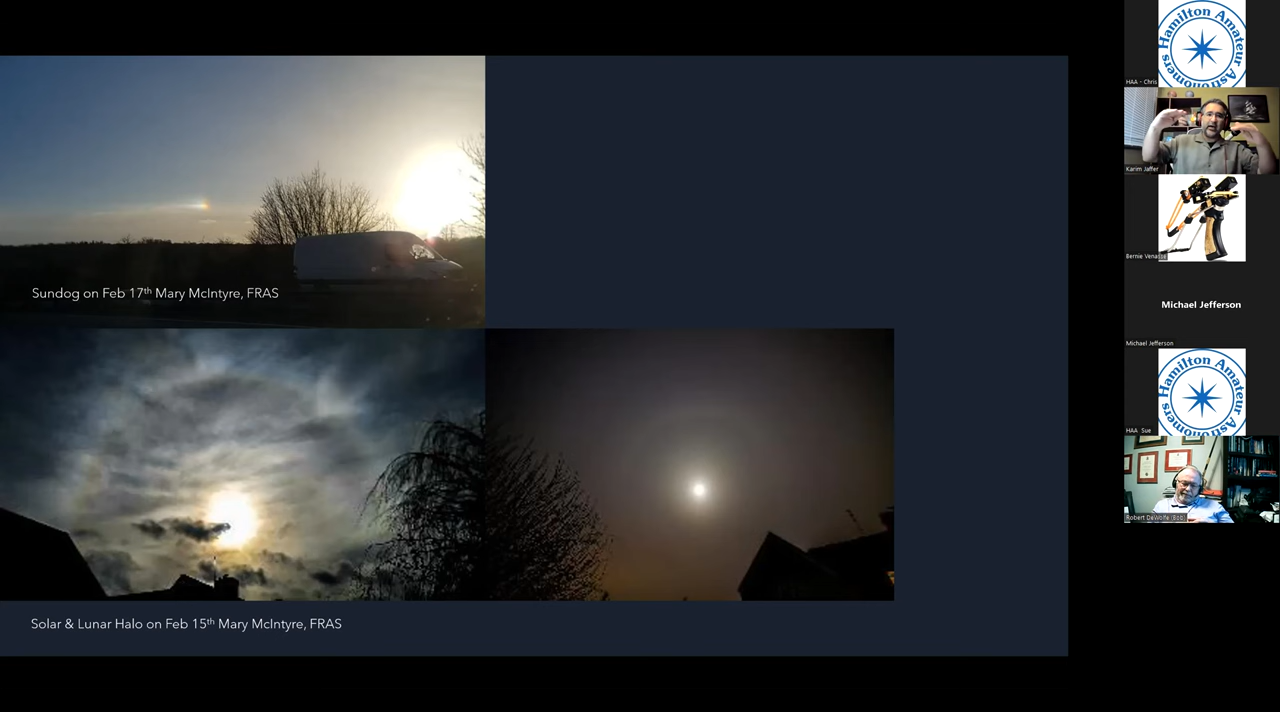 Sundog on Feb 17th Mary McIntyre, FRAS
Solar & Lunar Halo on Feb 15th Mary McIntyre, FRAS
Hamilton Amateur Astronomers
HAA - Chris
Karim Jaffer
Bernie Venasse
Michael Jefferson
Michael Jefferson
Hamilton Amateur Astronomers
HAA Sue
Robert DeWolfe (Bob)